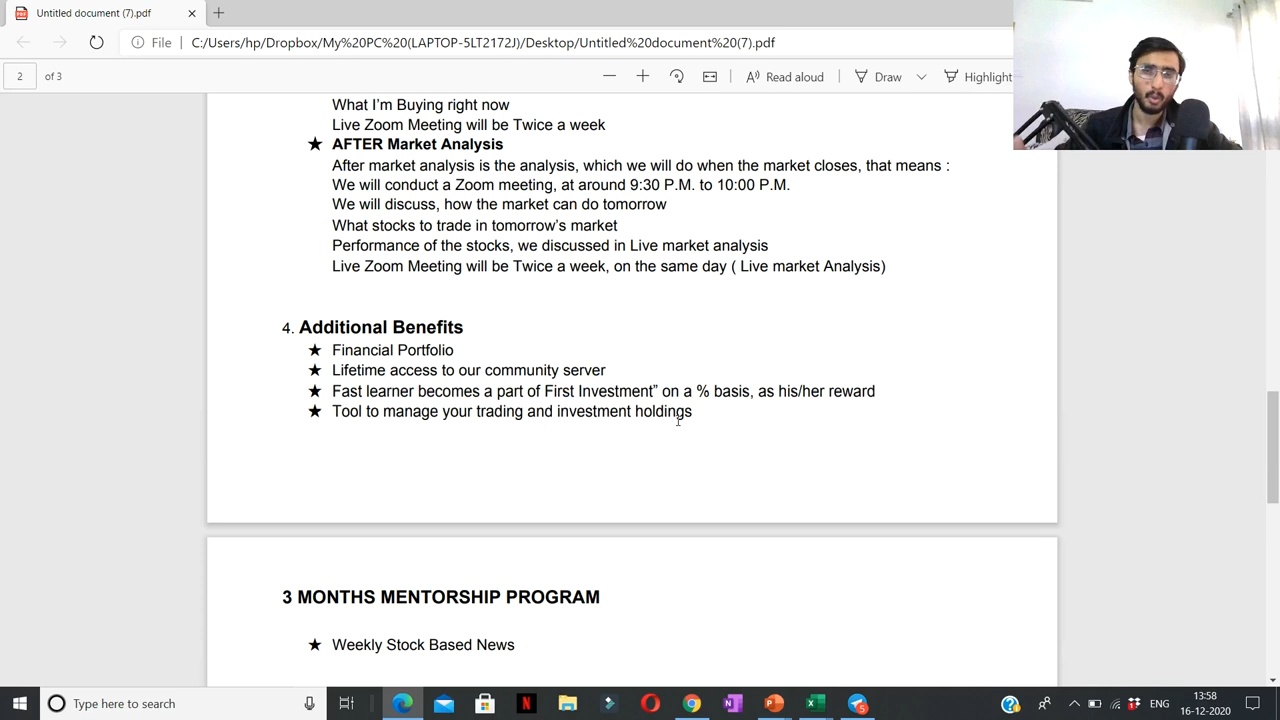 Untitled document (7).pdf
File
C:/Users/hp/Dropbox/My%20PC%20(LAPTOP-5LT2172J)/Desktop/Untitled%20document%20(7).pdf
2 of 3
Read aloud
Draw
Highlight
What I'm Buying right now
Live Zoom Meeting will be Twice a week
★ AFTER Market Analysis
After market analysis is the analysis, which we will do when the market closes, that means :
We will conduct a Zoom meeting, at around 9:30 P.M. to 10:00 P.M.
We will discuss, how the market can do tomorrow
What stocks to trade in tomorrow's market
Performance of the stocks, we discussed in Live market analysis
Live Zoom Meeting will be Twice a week, on the same day ( Live market Analysis)
4. Additional Benefits
★ Financial Portfolio
★ Lifetime access to our community server
★ Fast learner becomes a part of First Investment” on a % basis, as his/her reward
★ Tool to manage your trading and investment holdings
3 MONTHS MENTORSHIP PROGRAM
★ Weekly Stock Based News
Type here to search
ENG
13:58
16-12-2020